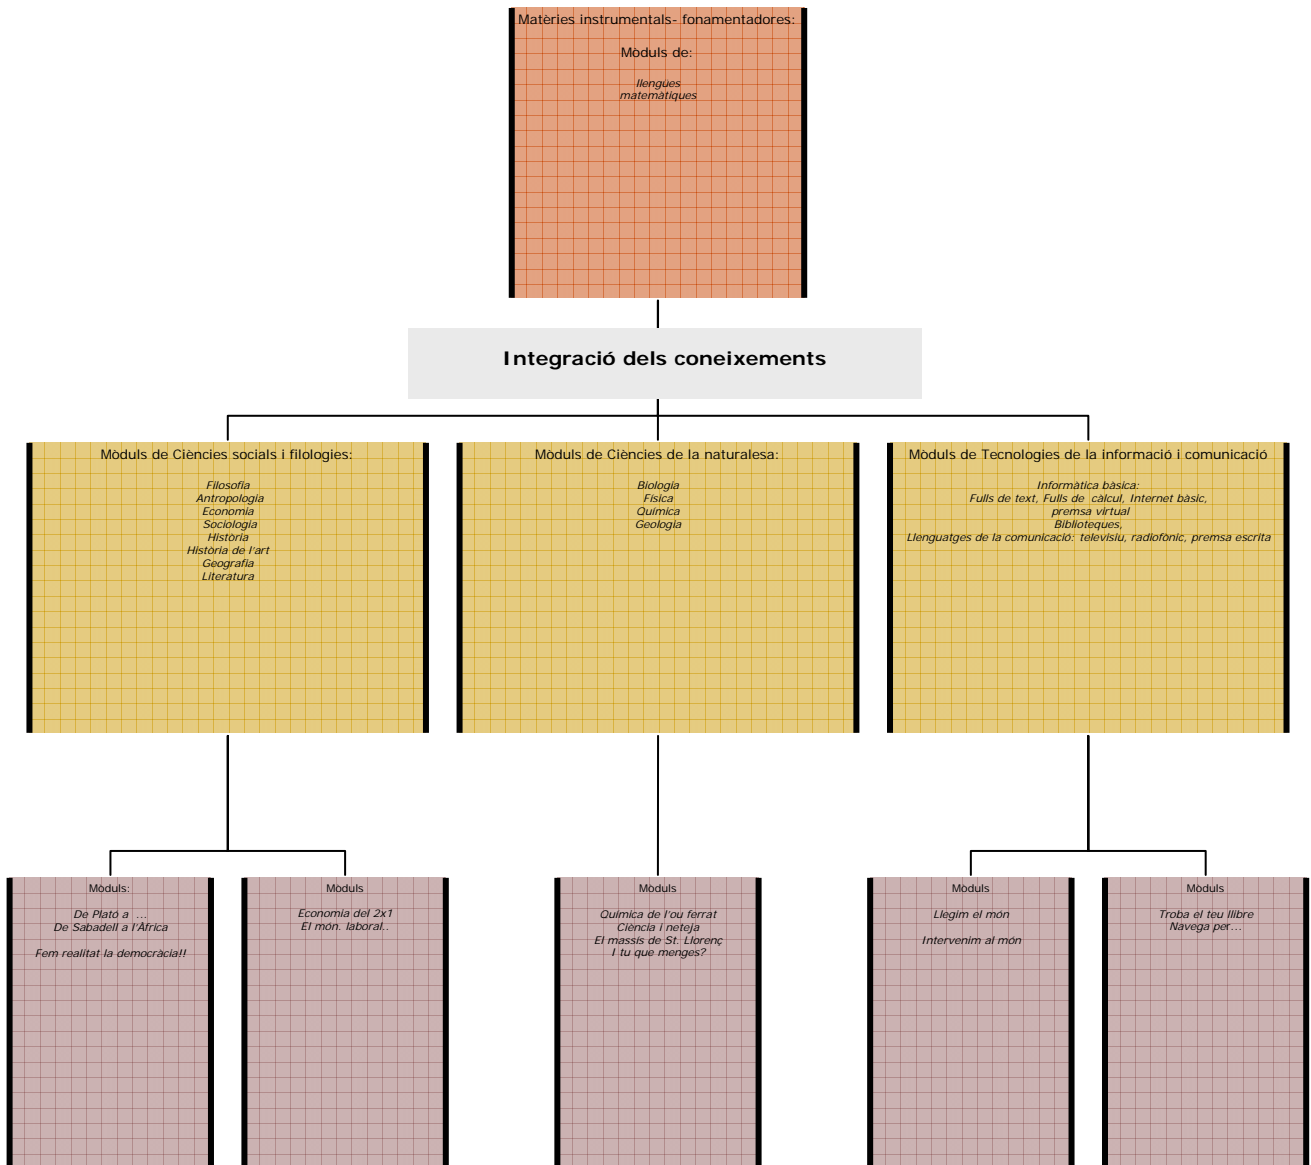 Matèries instrumentals- fonamentadores:
Mòduls de:
llengües
matemàtiques
Integració dels coneixements
Mòduls de Ciències socials i filologies:
Filosofia
Antropologia
Economia
Sociologia
Història
Història de l'art
Geografia
Literatura
Mòduls de Ciències de la naturalesa:
Biologia
Física
Química
Geologia
Mòduls de Tecnologies de la informació i comunicació
Informàtica bàsica:
Fulls de text, Fulls de càlcul, Internet bàsic,
premsa virtual
Biblioteques,
Llenguatges de la comunicació: televisiu, radiofònic, premsa escrita
Mòduls:
De Plató a ...
De Sabadell a l'Àfrica
Fem realitat la democràcia!!
Mòduls
Economia del 2x1
El món. laboral..
Mòduls
Química de l'ou ferrat
Ciència i neteja
El massís de St. Llorenç
I tu que menges?
Mòduls
Llegim el món
Intervenim al món
Mòduls
Troba el teu llibre
Navega per...